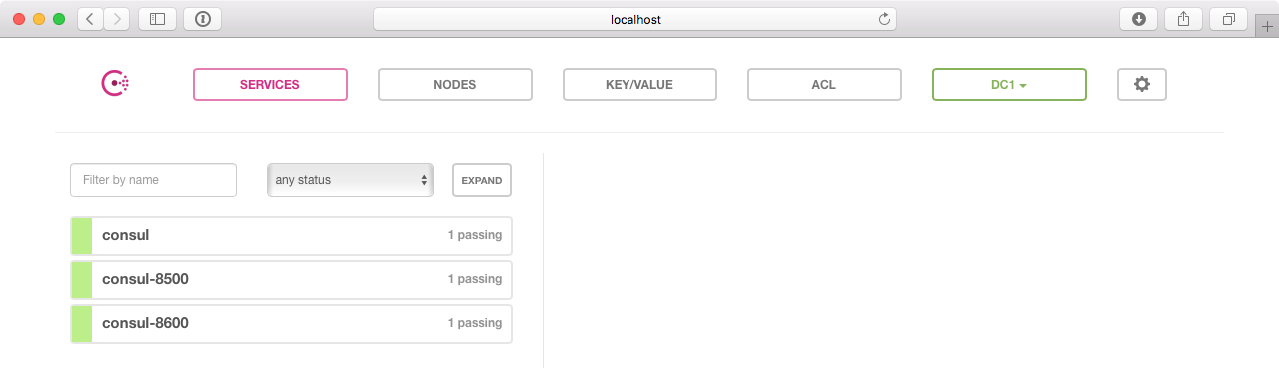 localhost
SERVICES NODES KEY/VALUE ACL DC1
Filter by name any status EXPAND
consul 1 passing
consul-8500 1 passing
consul-8600 1 passing